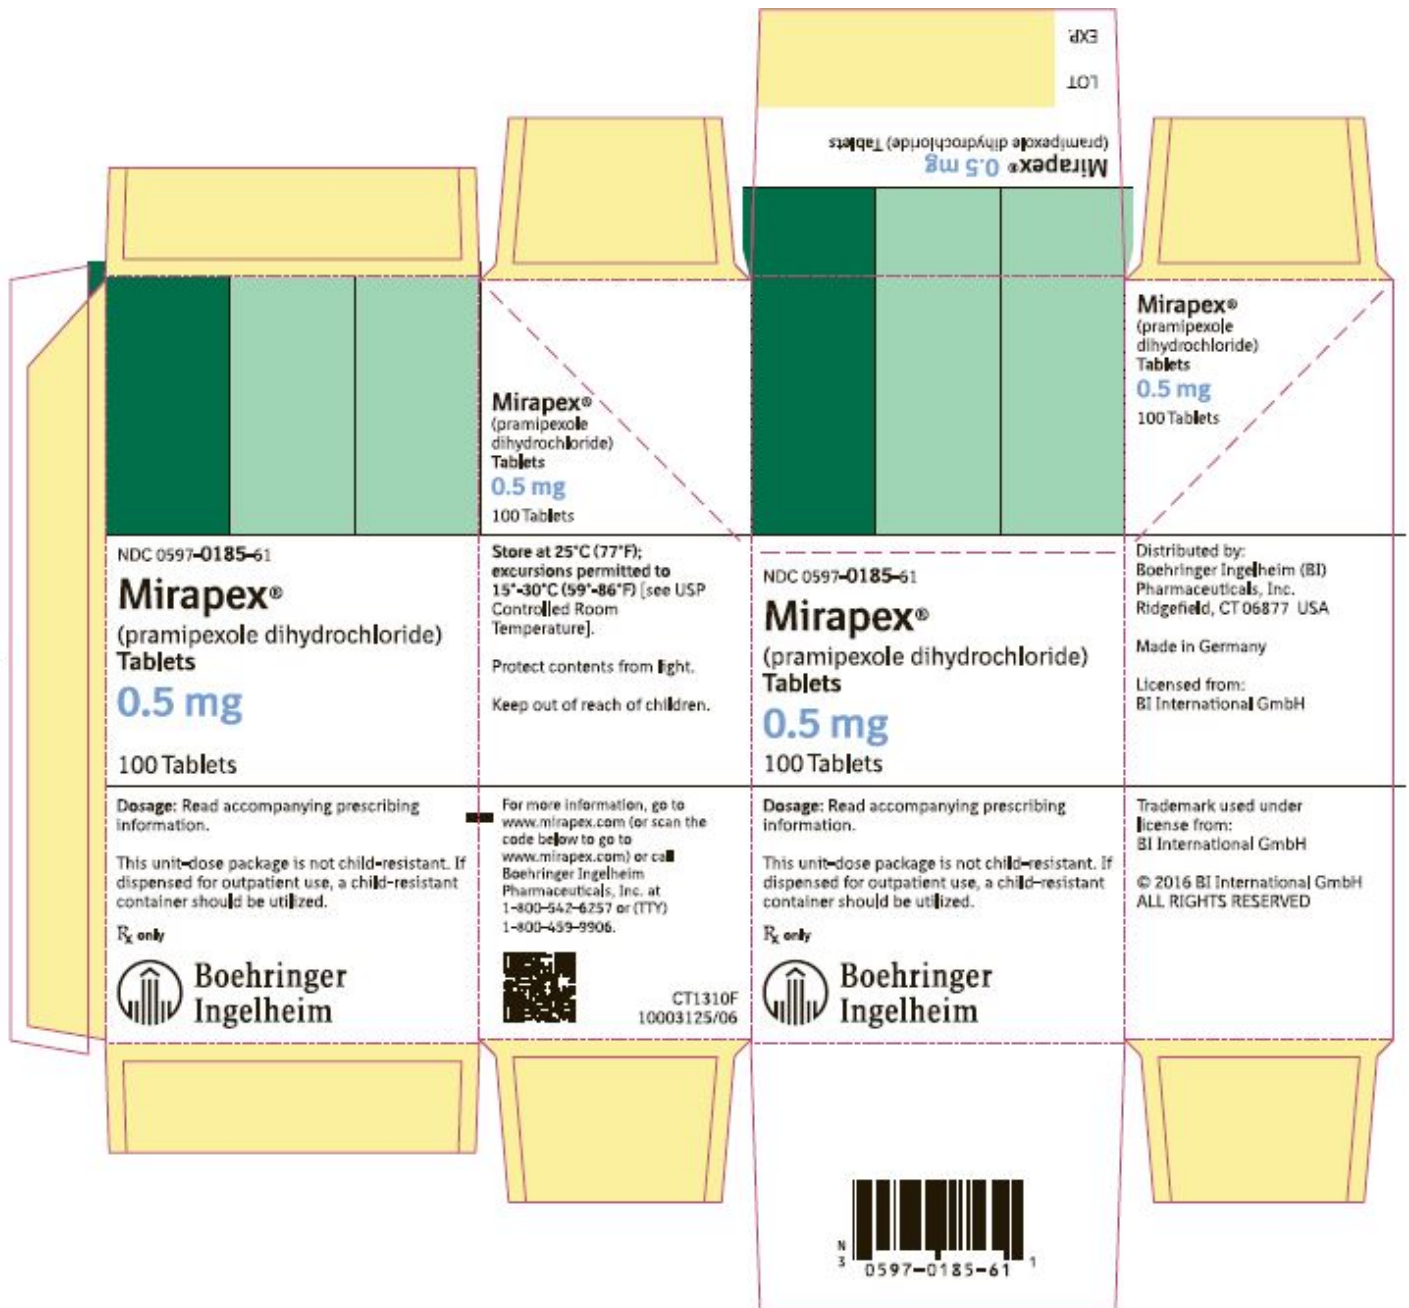 EXP.
LOT
Mirapex® 0.5 mg
(pramipexole dihydrochloride) Tablets
NDC 0597-0185-61
Mirapex®
(pramipexole dihydrochloride)
Tablets
0.5 mg
100 Tablets
Dosage: Read accompanying prescribing
information.
This unit-dose package is not child-resistant. If
dispensed for outpatient use, a child-resistant
container should be utilized.
Rx only
Boehringer
Ingelheim
Mirapex®
(pramipexole
dihydrochloride)
Tablets
0.5 mg
100 Tablets
Store at 25°C (77°F);
excursions permitted to
15°-30°C (59°-86°F) [see USP
Controlled Room
Temperature].
Protect contents from light.
Keep out of reach of children.
For more information, go to
www.mirapex.com (or scan the
code below to go to
www.mirapex.com) or call
Boehringer Ingelheim
Pharmaceuticals, Inc. at
1-800-542-6257 or (TTY)
1-800-459-9906.
CT1310F
10003125/06
NDC 0597-0185-61
Mirapex®
(pramipexole dihydrochloride)
Tablets
0.5 mg
100 Tablets
Dosage: Read accompanying prescribing
information.
This unit-dose package is not child-resistant. If
dispensed for outpatient use, a child-resistant
container should be utilized.
Rx only
Boehringer
Ingelheim
Mirapex®
(pramipexole
dihydrochloride)
Tablets
0.5 mg
100 Tablets
Distributed by:
Boehringer Ingelheim (BI)
Pharmaceuticals, Inc.
Ridgefield, CT 06877 USA
Made in Germany
Licensed from:
BI International GmbH
Trademark used under
license from:
BI International GmbH
© 2016 BI International GmbH
ALL RIGHTS RESERVED
N
3 0597-0185-61 1